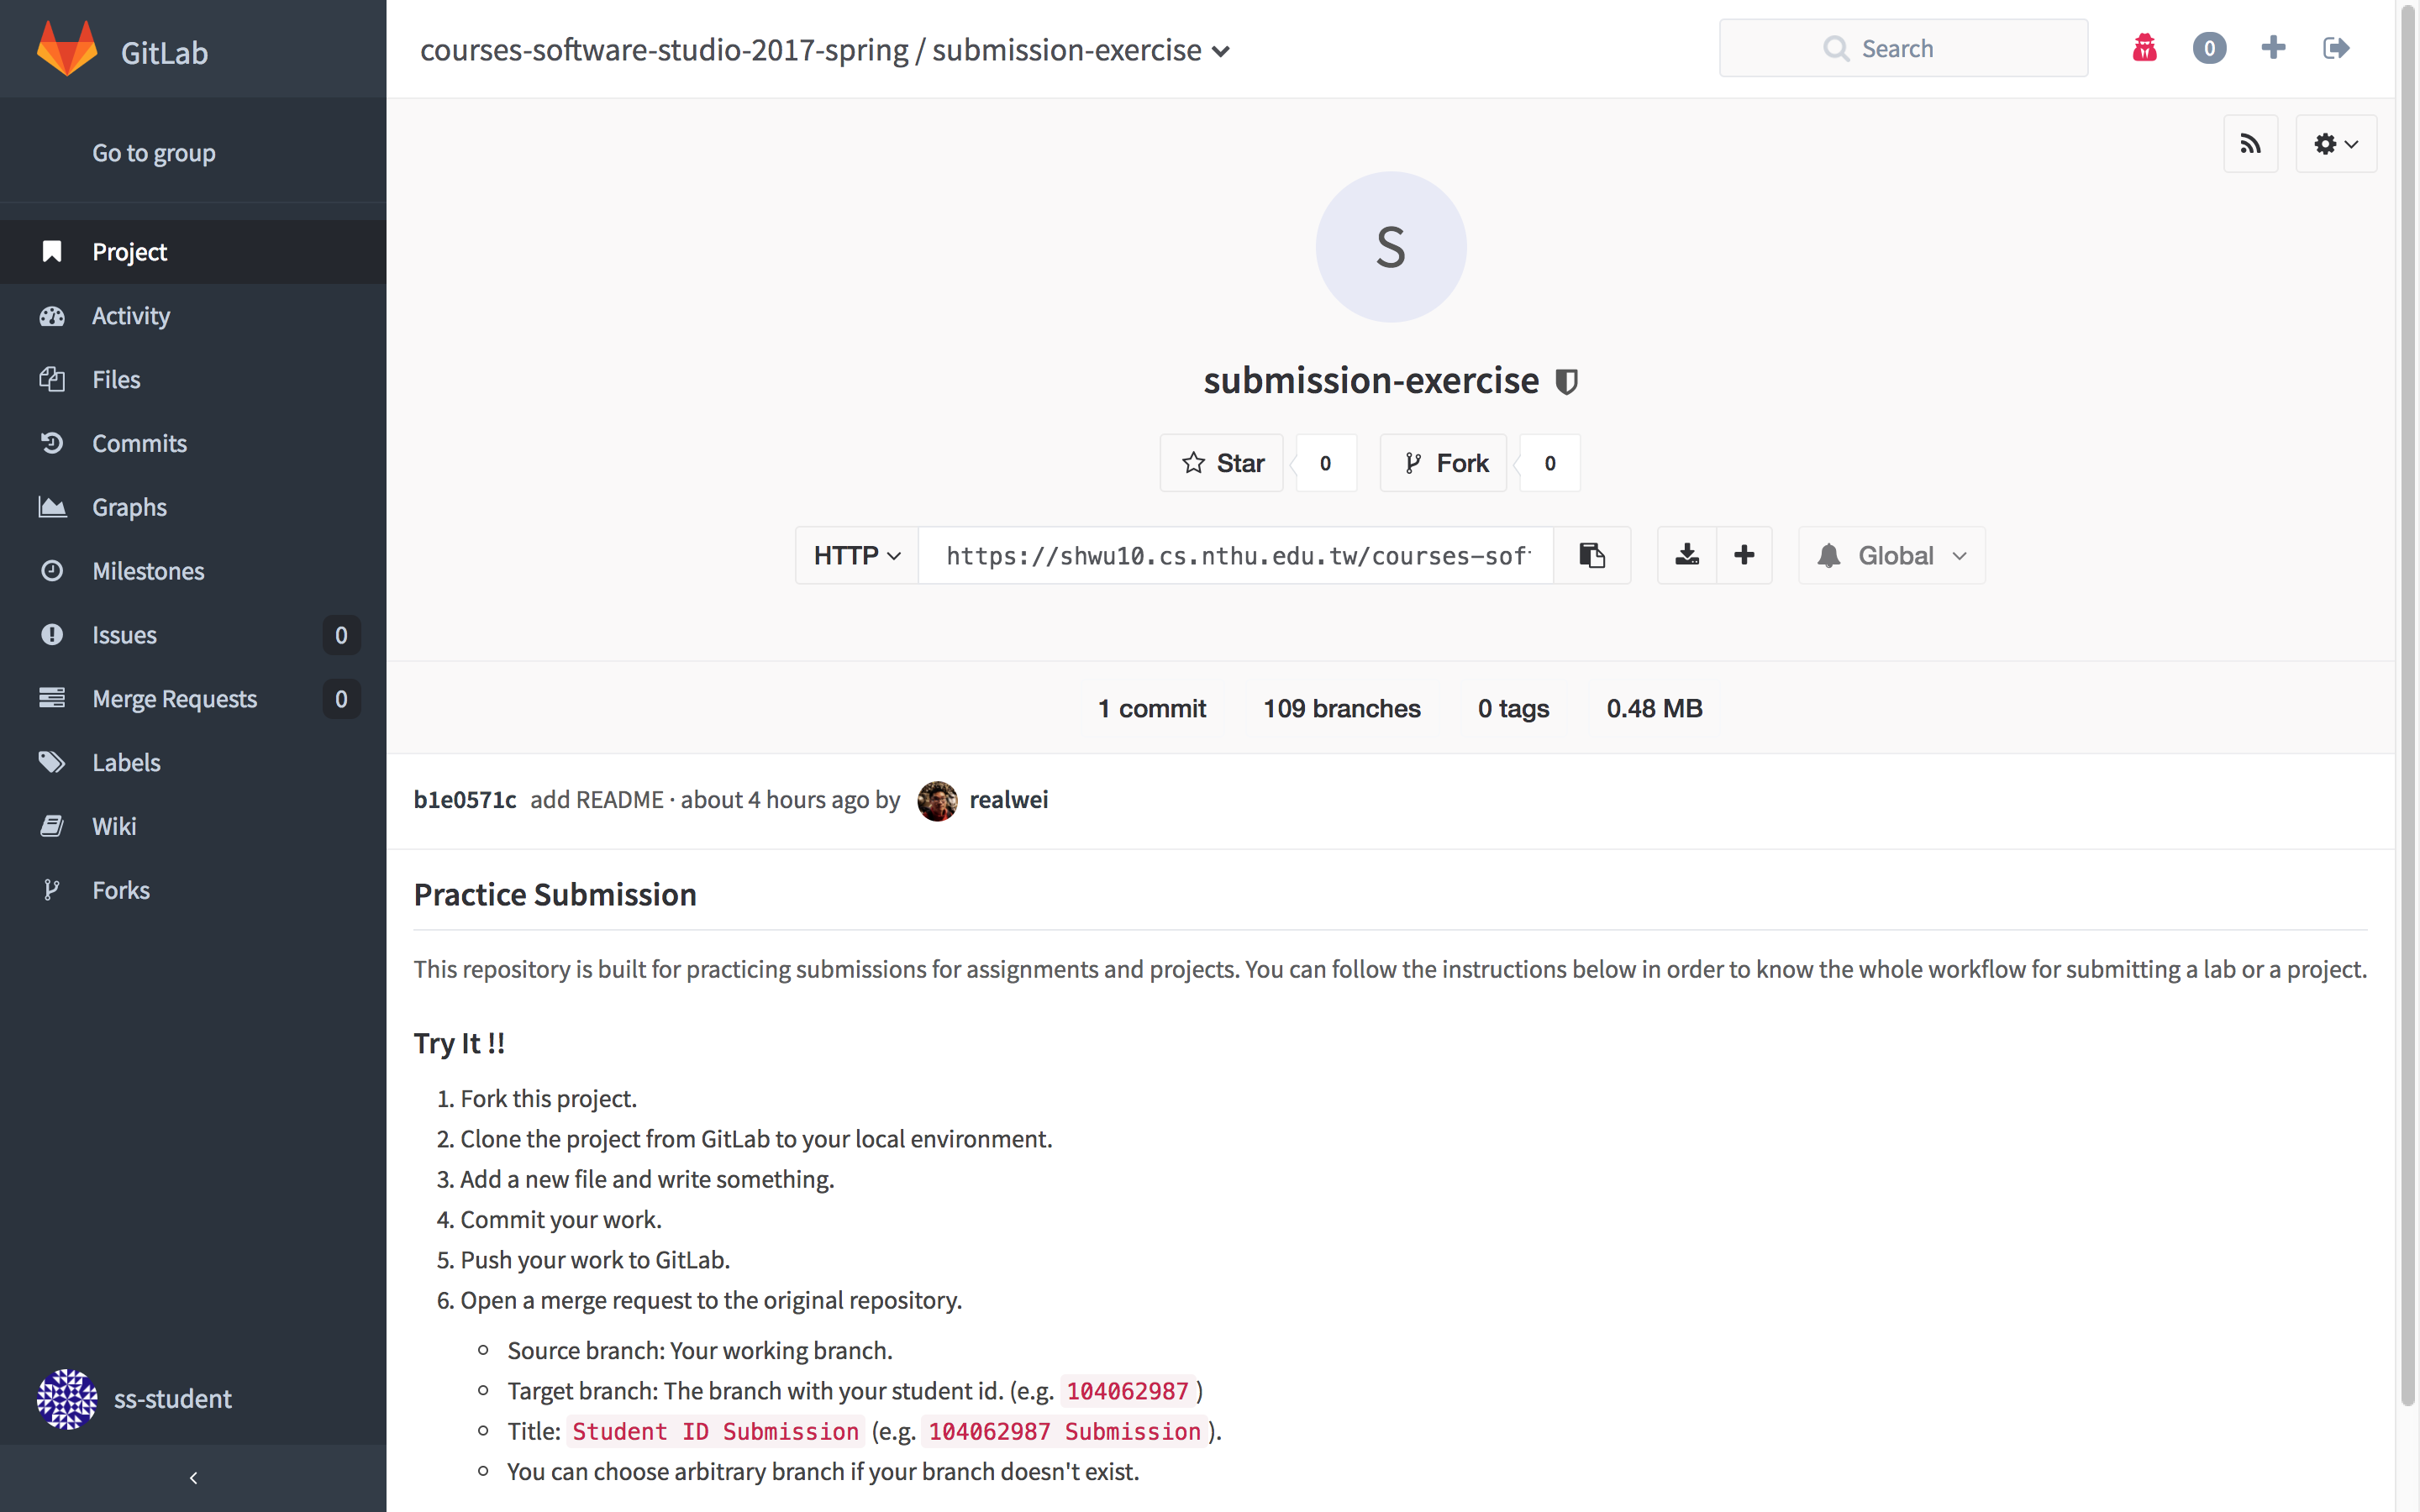 GitLab
courses-software-studio-2017-spring / submission-exercise
Search
0
Go to group
Project
Activity
Files
Commits
Graphs
Milestones
Issues 0
Merge Requests 0
Labels
Wiki
Forks
ss-student
S
submission-exercise
Star 0 Fork 0
HTTP https://shwu10.cs.nthu.edu.tw/courses-sof Global
1 commit 109 branches 0 tags 0.48 MB
b1e0571c add README · about 4 hours ago by realwei
Practice Submission
This repository is built for practicing submissions for assignments and projects. You can follow the instructions below in order to know the whole workflow for submitting a lab or a project.
Try It !!
1. Fork this project.
2. Clone the project from GitLab to your local environment.
3. Add a new file and write something.
4. Commit your work.
5. Push your work to GitLab.
6. Open a merge request to the original repository.
Source branch: Your working branch.
Target branch: The branch with your student id. (e.g. 104062987 )
Title: Student ID Submission (e.g. 104062987 Submission ).
You can choose arbitrary branch if your branch doesn't exist.